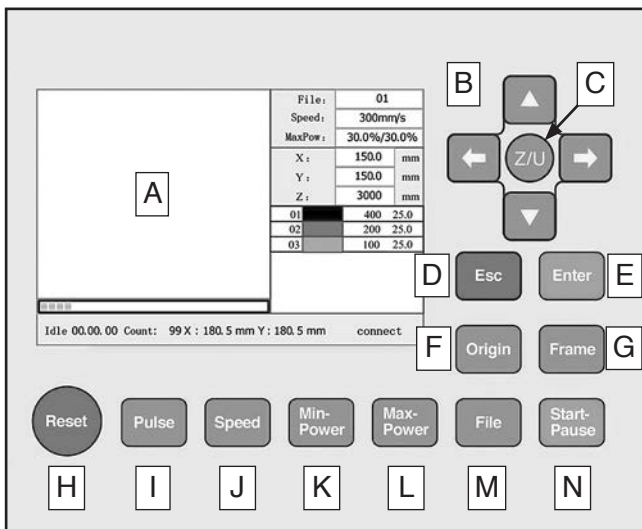 B
C
File: 01
Speed: 300mm/s
MaxPow: 30.0%/30.0%
X: 150.0 mm
Y: 150.0 mm
Z: 3000 mm
01 400 25.0
02 200 25.0
03 100 25.0
A
Z/U
D Esc Enter E
Idle 00.00.00 Count: 99 X : 180.5 mm Y : 180.5 mm connect
F Origin Frame G
Reset Pulse Speed Min-
Power Max-
Power File Start-
Pause
H I J K L M N